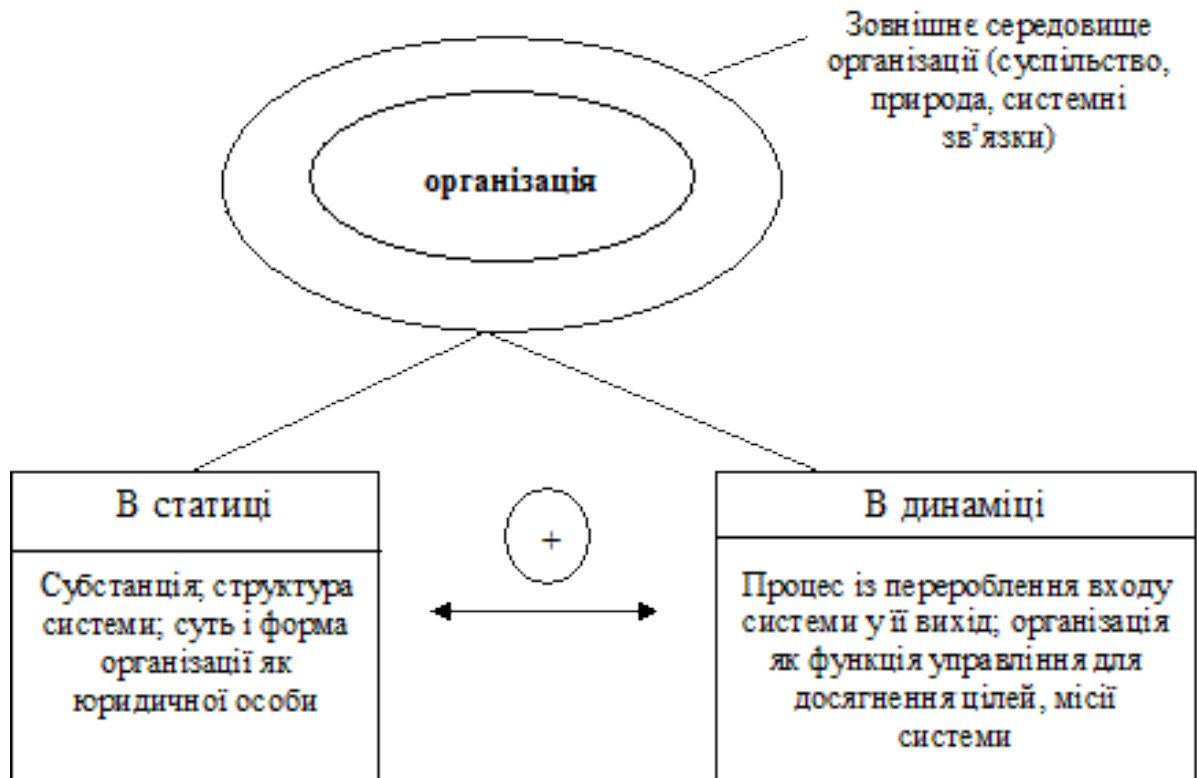 Зовнішнє середовище
організації (суспільство,
природа, системні
зв’язки)
організація
В статиці
Субстанція; структура
системи; суть і форма
організації як
юридичної особи
+
В динаміці
Процес із перероблення входу
системи у її вихід; організація
як функція управління для
досягнення цілей, місії
системи